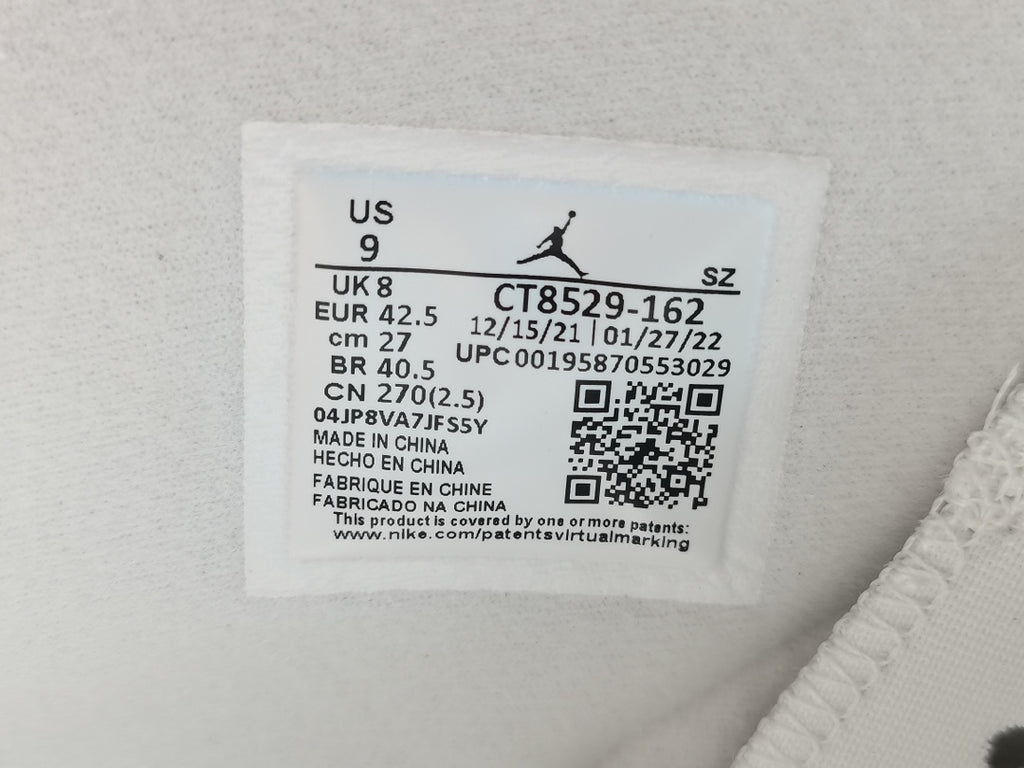 US
9
SZ
UK 8
CT8529-162
EUR 42.5
12/15/21 | 01/27/22
cm 27
UPC 00195870553029
BR 40.5
CN 270(2.5)
04JP8VA7JFS5Y
MADE IN CHINA
HECHO EN CHINA
FABRIQUE EN CHINE
FABRICADO NA CHINA
This product is covered by one or more patents:
www.nike.com/patentsvirtualmarking